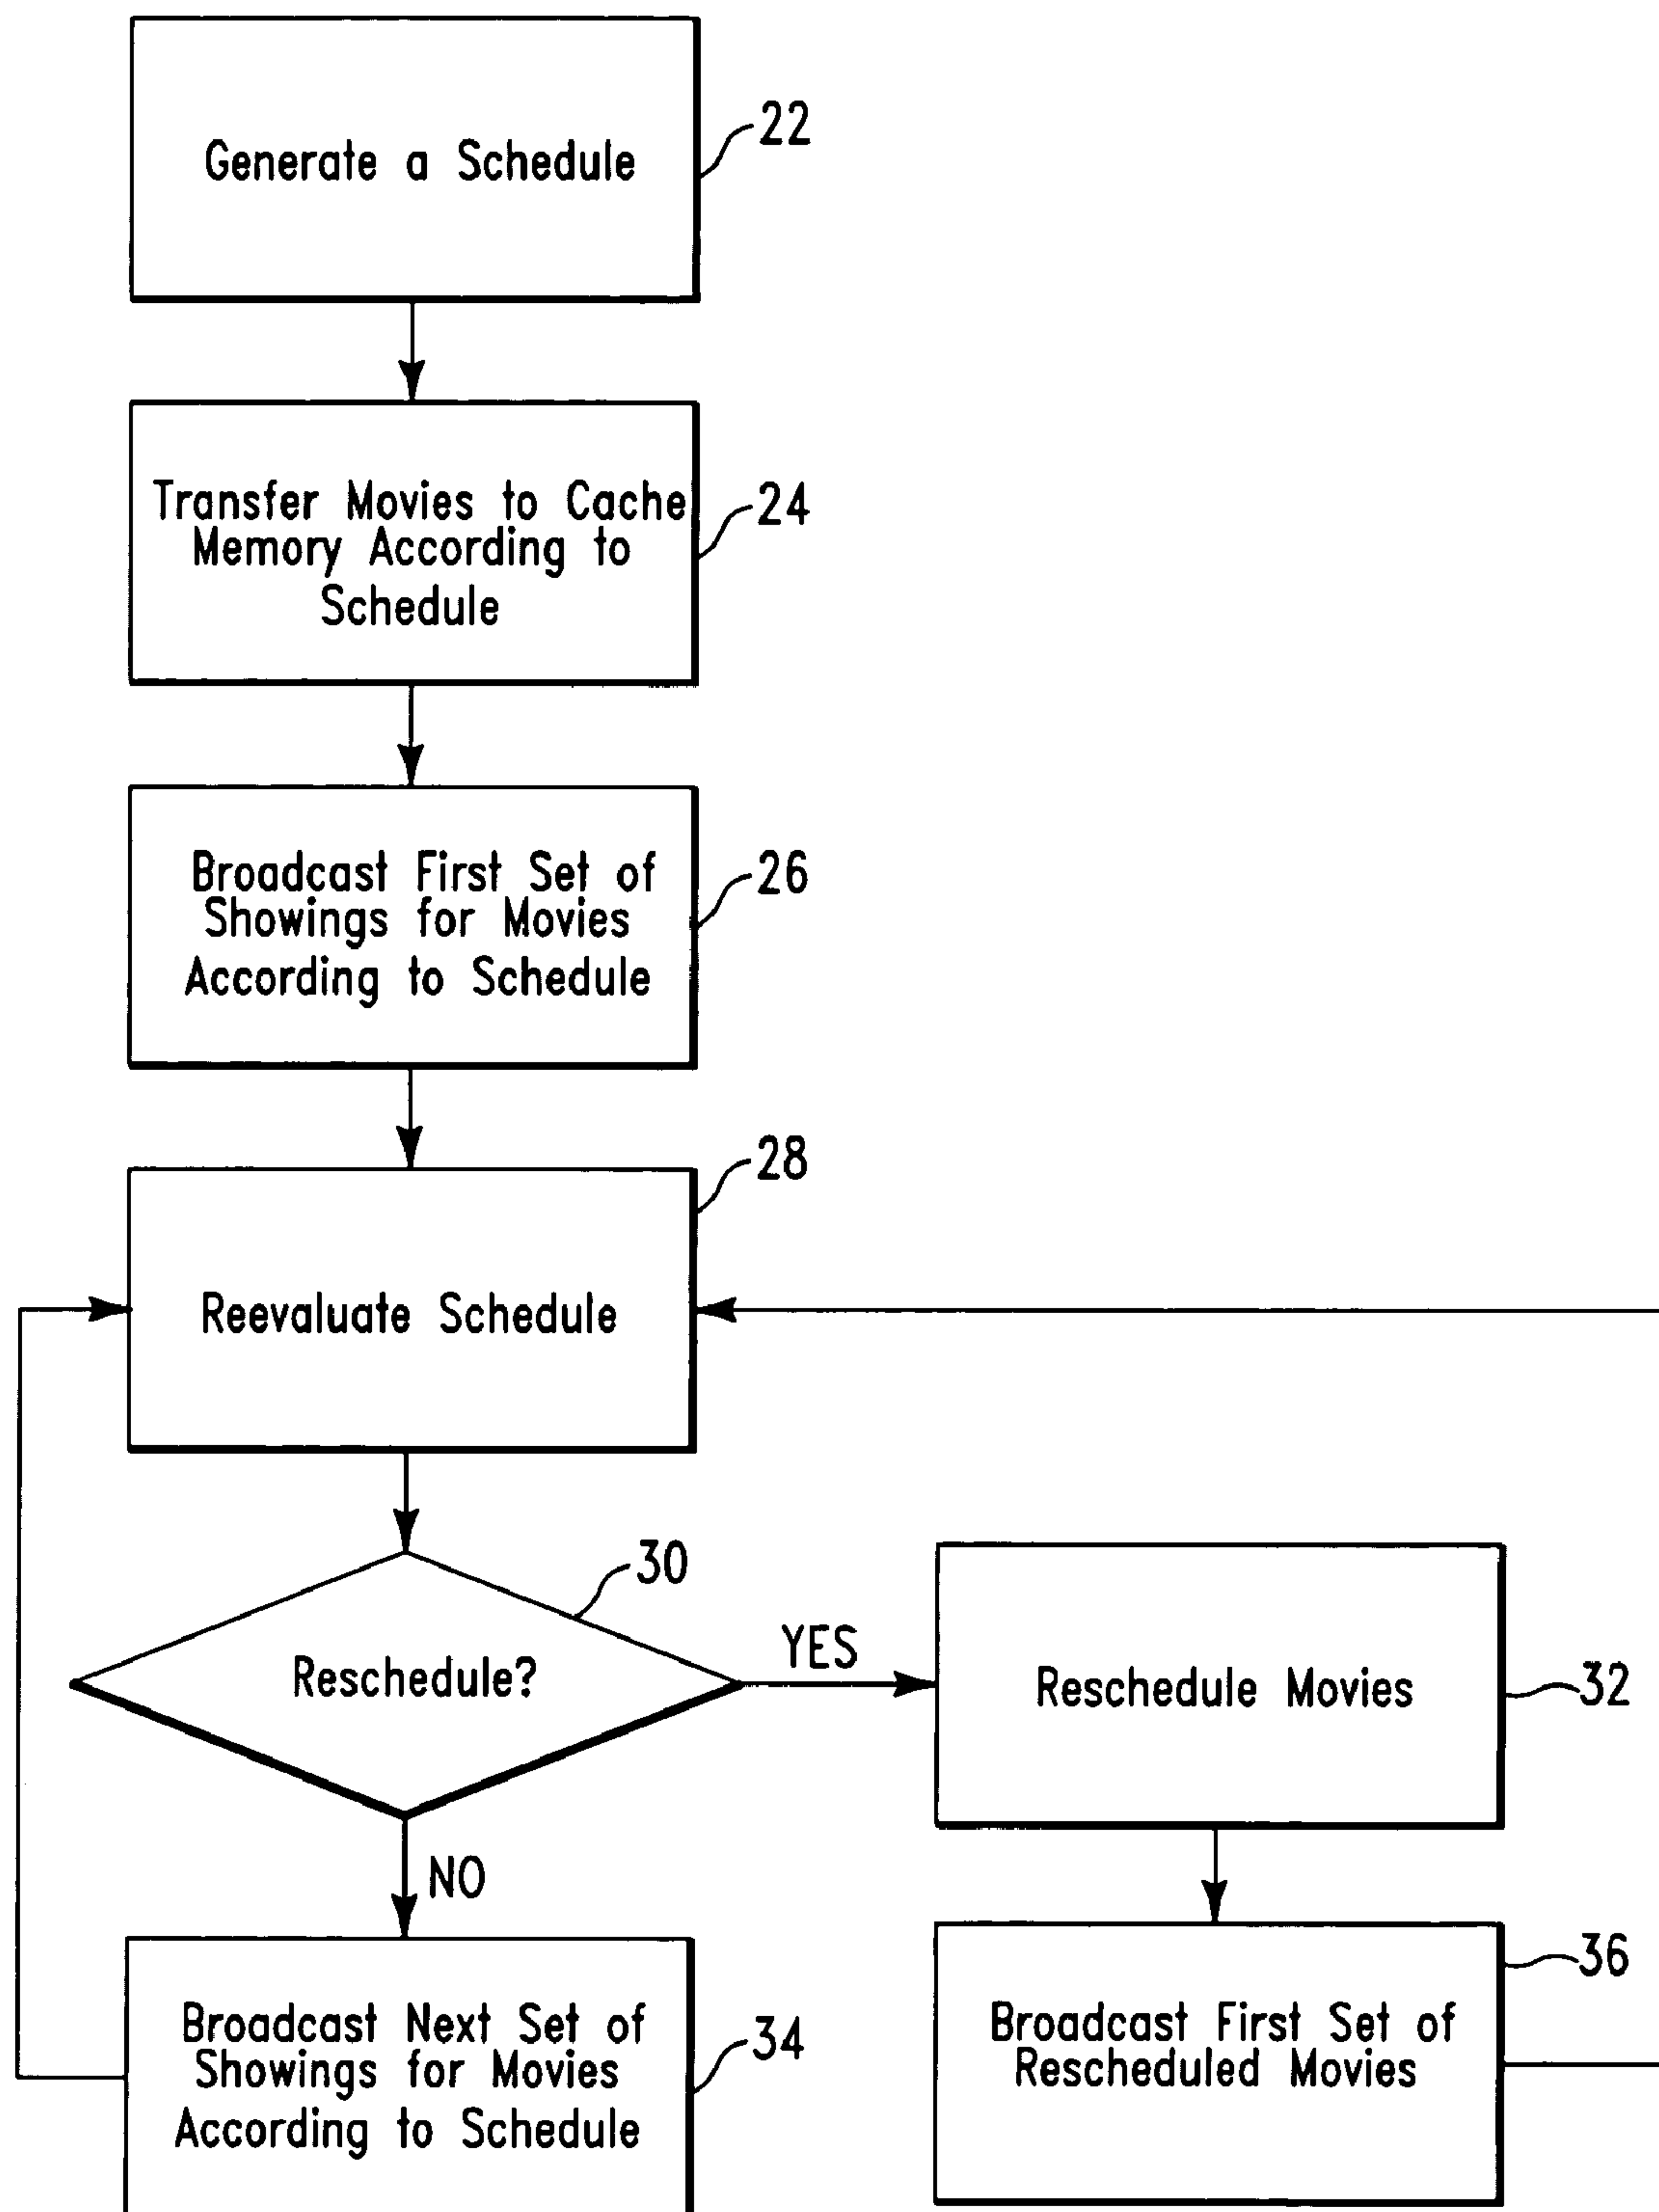 Generate a Schedule
22
Transfer Movies to Cache
Memory According to
Schedule
24
Broadcast First Set of
Showings for Movies
According to Schedule
26
28
Reevaluate Schedule
30
Reschedule?
YES
Reschedule Movies
32
NO
Broadcast Next Set of
Showings for Movies
According to Schedule
34
36
Broadcast First Set of
Rescheduled Movies